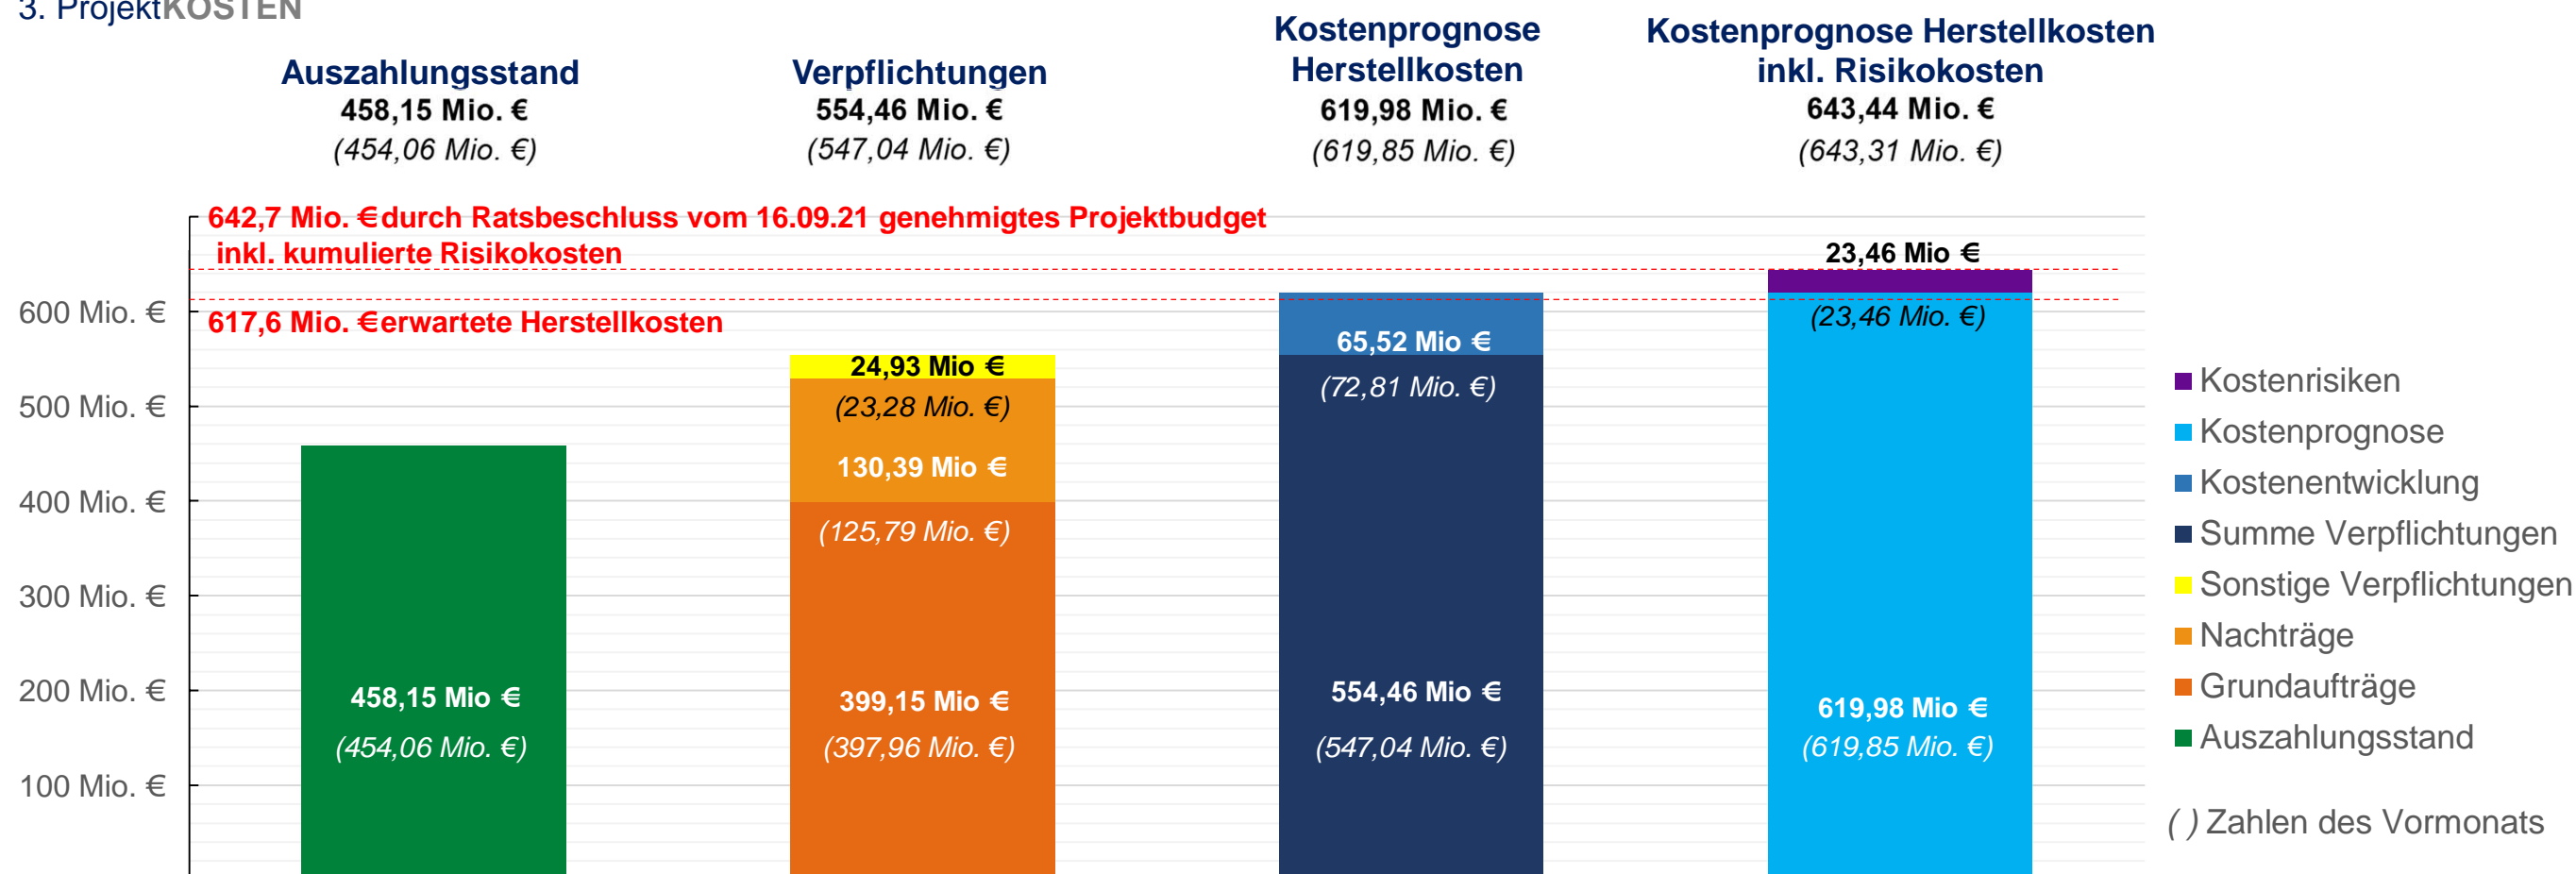 3. ProjektKOSTEN
Auszahlungsstand
458,15 Mio. €
(454,06 Mio. €)
Verpflichtungen
554,46 Mio. €
(547,04 Mio. €)
Kostenprognose
Herstellkosten
619,98 Mio. €
(619,85 Mio. €)
Kostenprognose Herstellkosten
inkl. Risikokosten
643,44 Mio. €
(643,31 Mio. €)
642,7 Mio. € durch Ratsbeschluss vom 16.09.21 genehmigtes Projektbudget
inkl. kumulierte Risikokosten
617,6 Mio. € erwartete Herstellkosten
600 Mio. €
500 Mio. €
400 Mio. €
300 Mio. €
200 Mio. €
100 Mio. €
458,15 Mio €
(454,06 Mio. €)
24,93 Mio €
(23,28 Mio. €)
130,39 Mio €
(125,79 Mio. €)
399,15 Mio €
(397,96 Mio. €)
65,52 Mio €
(72,81 Mio. €)
554,46 Mio €
(547,04 Mio. €)
23,46 Mio €
(23,46 Mio. €)
619,98 Mio €
(619,85 Mio. €)
Kostenrisiken
Kostenprognose
Kostenentwicklung
Summe Verpflichtungen
Sonstige Verpflichtungen
Nachträge
Grundaufträge
Auszahlungsstand
( ) Zahlen des Vormonats